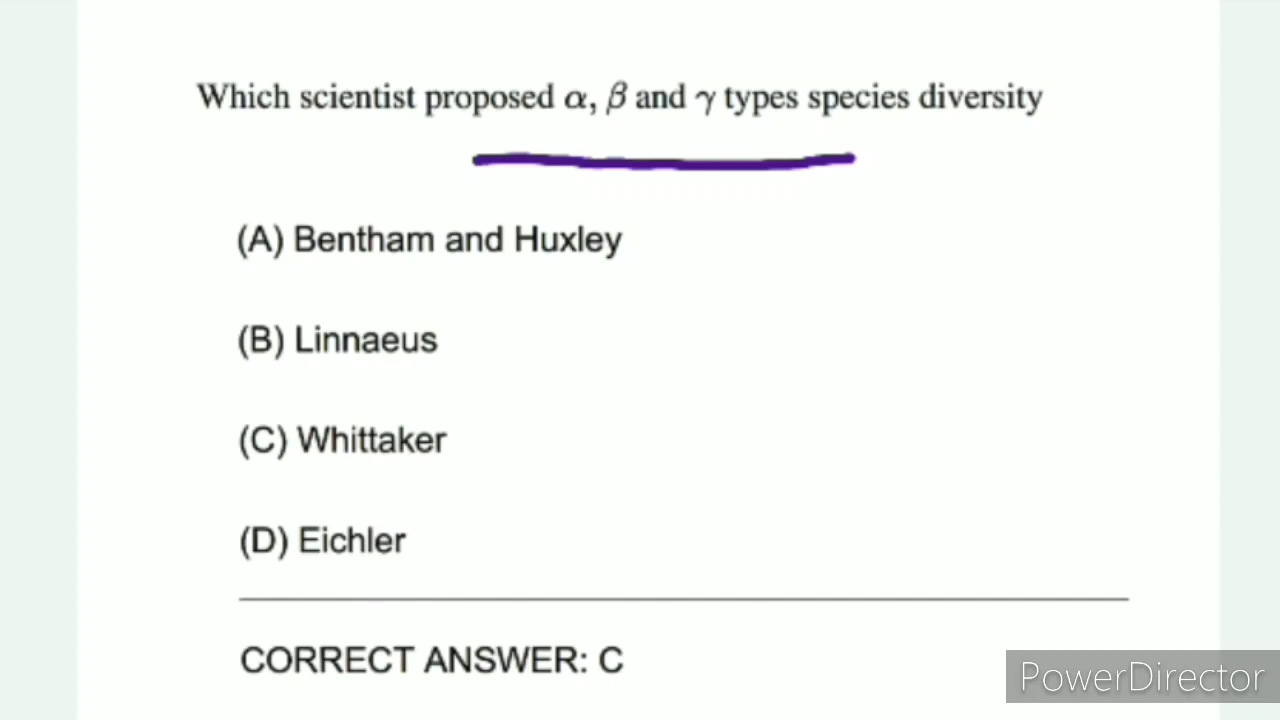 Which scientist proposed α, β and γ types species diversity
(A) Bentham and Huxley
(B) Linnaeus
(C) Whittaker
(D) Eichler
CORRECT ANSWER: C
PowerDirector